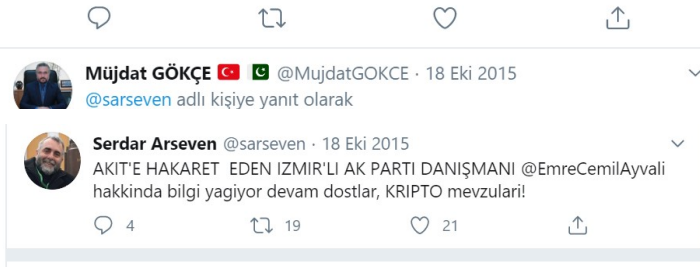 Müjdat GÖKÇE 🇹🇷 🇵🇰 @MujdatGOKCE · 18 Eki 2015
@sarseven adlı kişiye yanıt olarak
Serdar Arseven @sarseven · 18 Eki 2015
AKIT'E HAKARET EDEN IZMIR'LI AK PARTI DANIŞMANI @EmreCemilAyvali
hakkinda bilgi yagiyor devam dostlar, KRIPTO mevzulari!
4 19 21